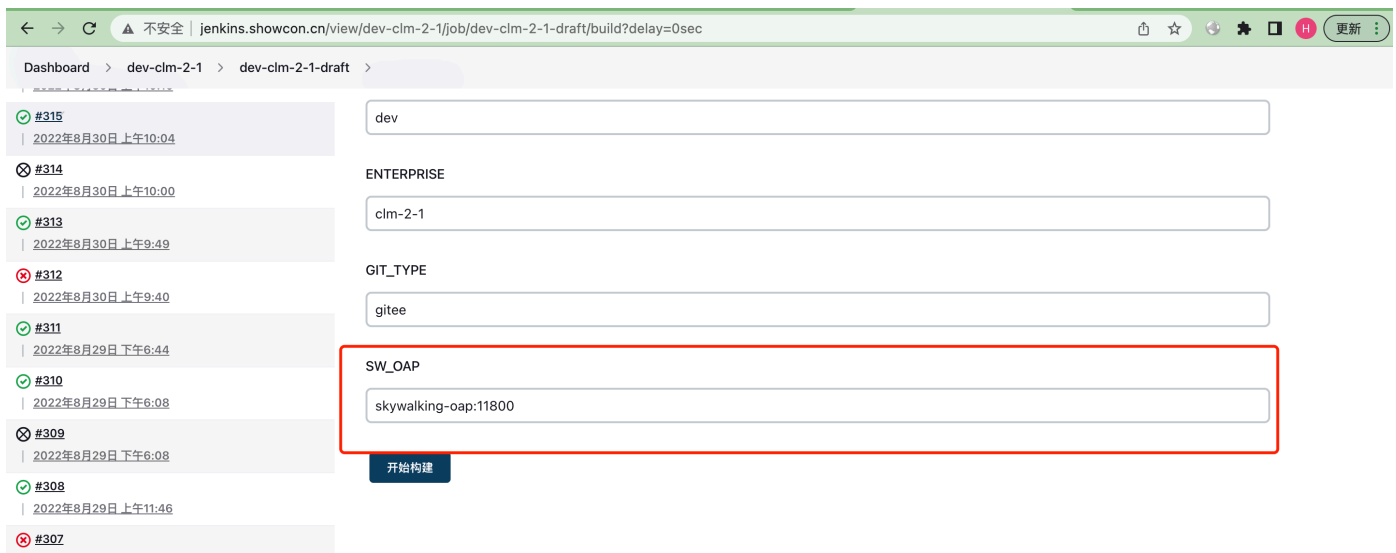 不安全
jenkins.showcon.cn/view/dev-clm-2-1/job/dev-clm-2-1-draft/build?delay=0sec
H
更新
Dashboard > dev-clm-2-1 > dev-clm-2-1-draft >
#315
2022年8月30日 上午10:04
#314
2022年8月30日 上午10:00
#313
2022年8月30日 上午9:49
#312
2022年8月30日 上午9:40
#311
2022年8月29日 下午6:44
#310
2022年8月29日 下午6:08
#309
2022年8月29日 下午6:08
#308
2022年8月29日 上午11:46
#307
dev
ENTERPRISE
clm-2-1
GIT_TYPE
gitee
SW_OAP
skywalking-oap:11800
开始构建